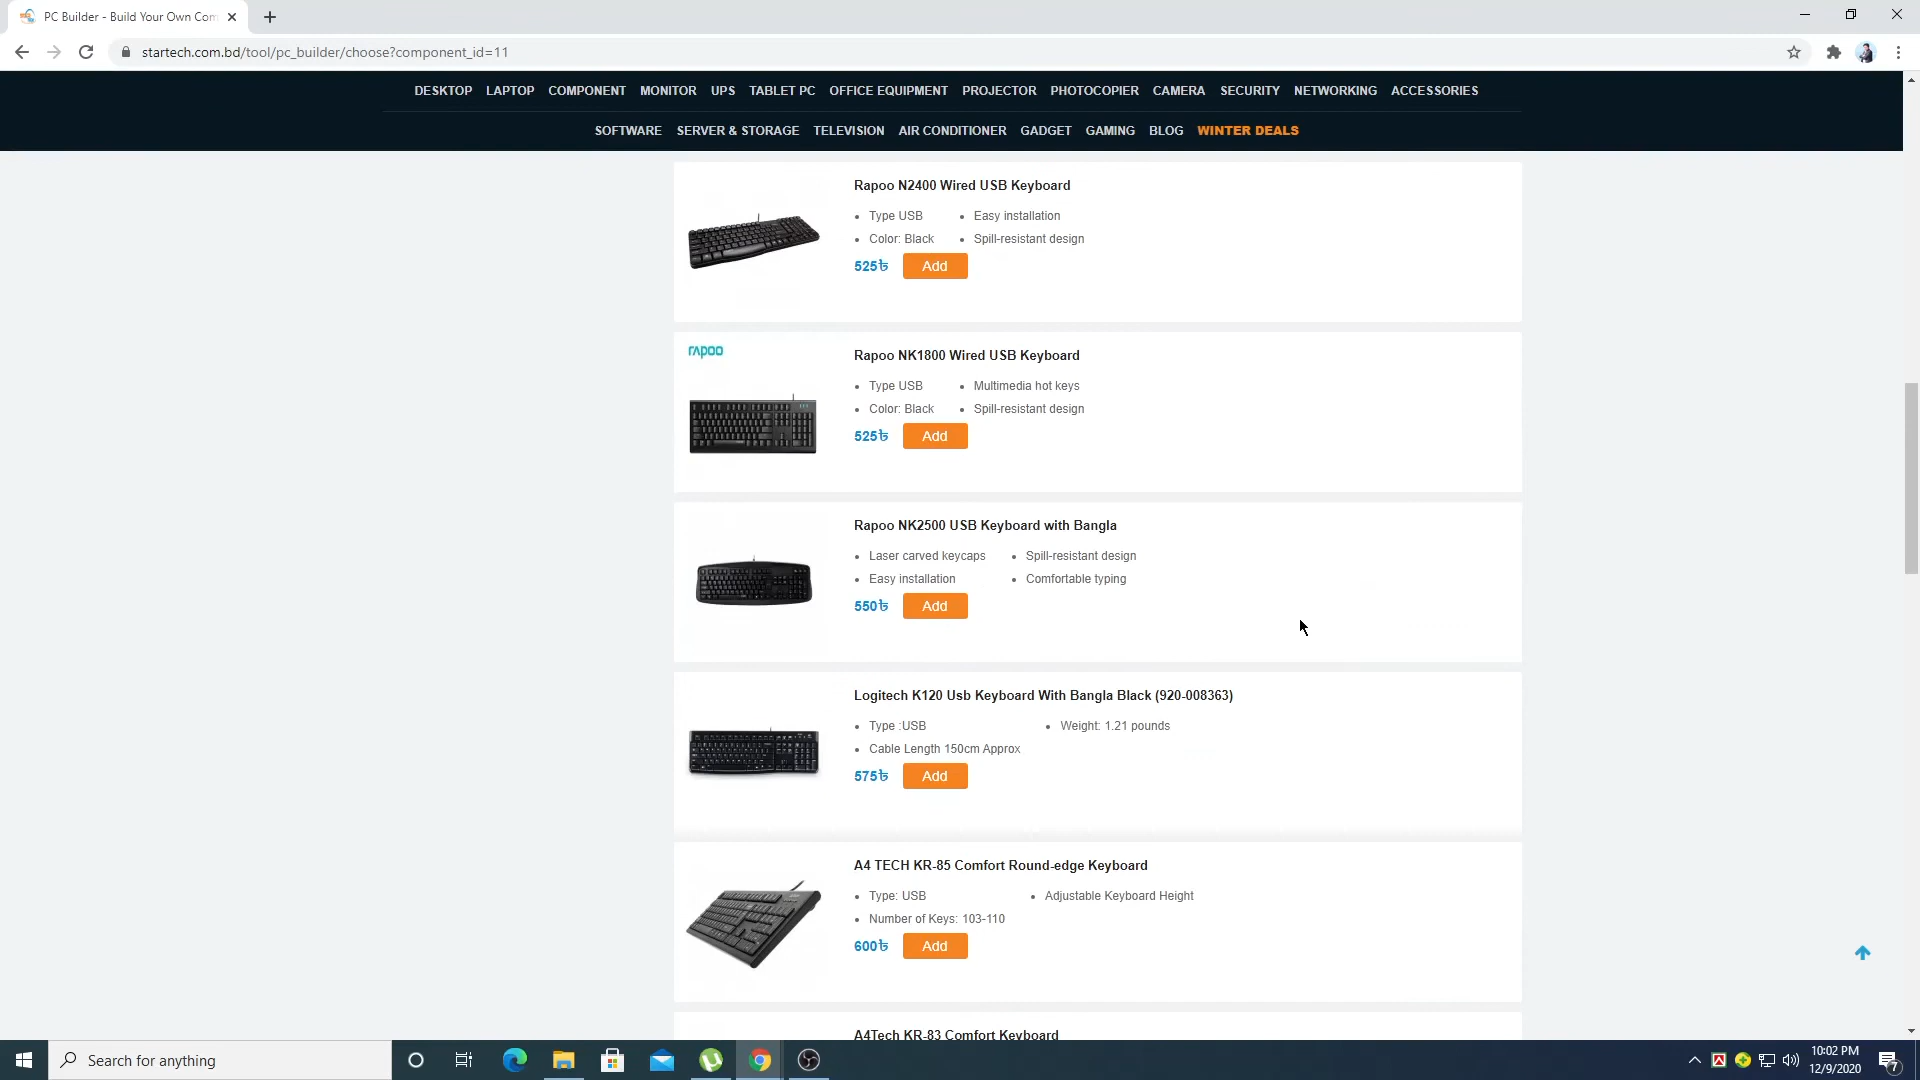 PC Builder - Build Your Own Com
startech.com.bd/tool/pc_builder/choose?component_id=11
DESKTOP LAPTOP COMPONENT MONITOR UPS TABLET PC OFFICE EQUIPMENT PROJECTOR PHOTOCOPIER CAMERA SECURITY NETWORKING ACCESSORIES
SOFTWARE SERVER & STORAGE TELEVISION AIR CONDITIONER GADGET GAMING BLOG WINTER DEALS
Rapoo N2400 Wired USB Keyboard
• Type USB • Easy installation
• Color: Black • Spill-resistant design
525৳ Add
rapoo
Rapoo NK1800 Wired USB Keyboard
• Type USB • Multimedia hot keys
• Color: Black • Spill-resistant design
525৳ Add
Rapoo NK2500 USB Keyboard with Bangla
• Laser carved keycaps • Spill-resistant design
• Easy installation • Comfortable typing
550৳ Add
Logitech K120 Usb Keyboard With Bangla Black (920-008363)
• Type :USB • Weight: 1.21 pounds
• Cable Length 150cm Approx
575৳ Add
A4 TECH KR-85 Comfort Round-edge Keyboard
• Type: USB • Adjustable Keyboard Height
• Number of Keys: 103-110
600৳ Add
A4Tech KR-83 Comfort Keyboard
Search for anything
10:02 PM
12/9/2020
7